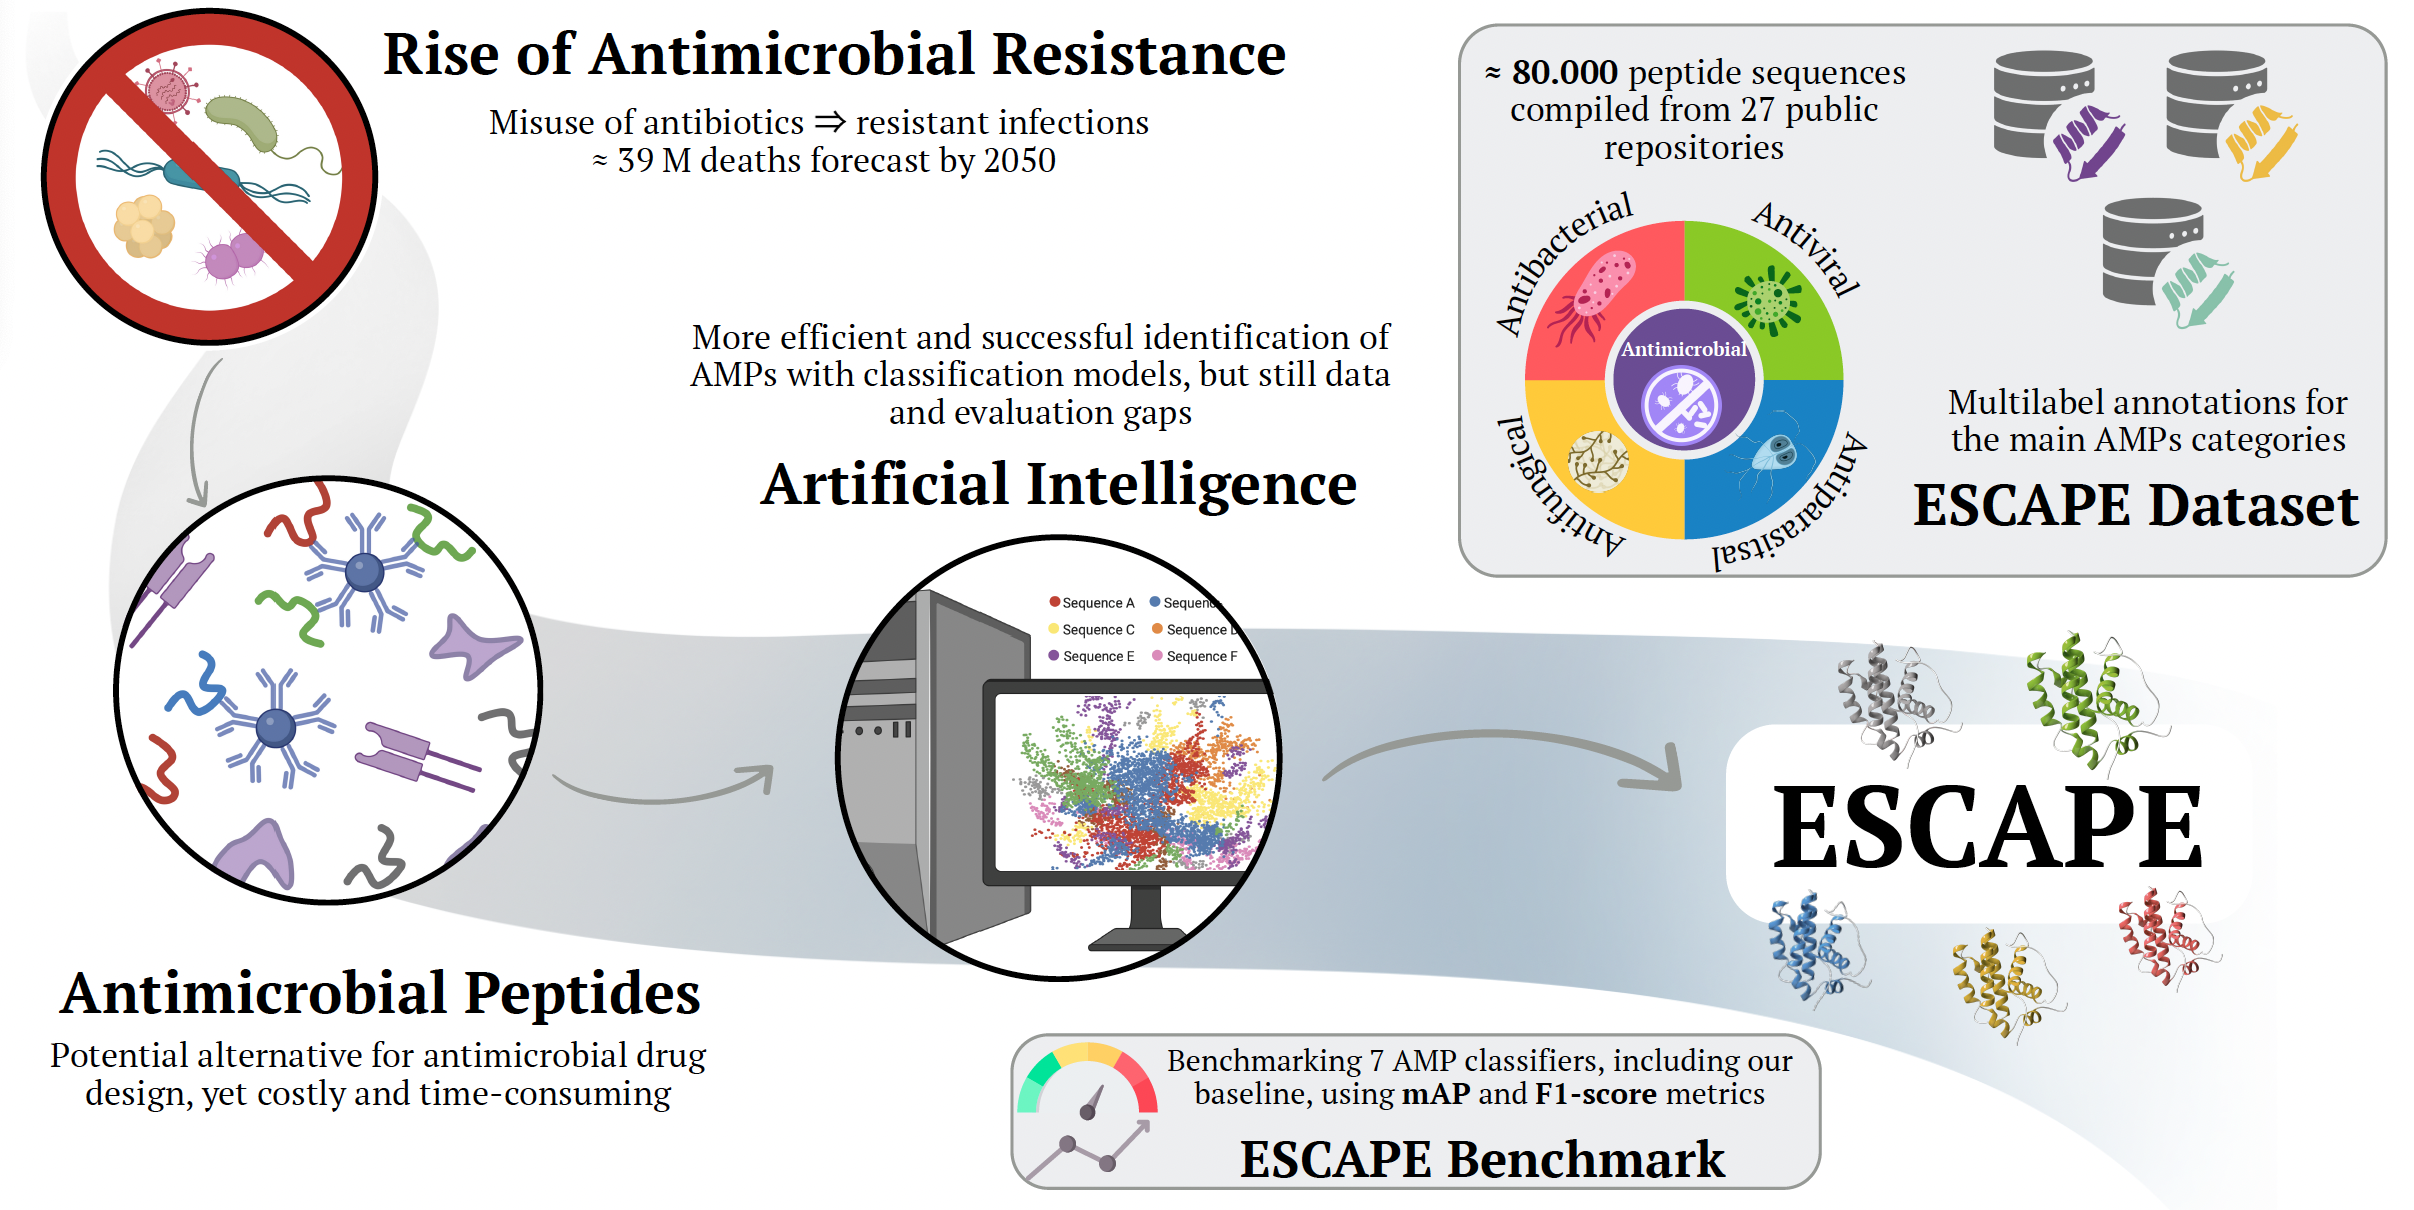 Rise of Antimicrobial Resistance
Misuse of antibiotics ⇒ resistant infections
≈ 39 M deaths forecast by 2050
≈ 80.000 peptide sequences
compiled from 27 public
repositories
Antibacterial
Antiviral
Antimicrobial
Antifungical
Antiparasitsal
Multilabel annotations for
the main AMPs categories
ESCAPE Dataset
More efficient and successful identification of
AMPs with classification models, but still data
and evaluation gaps
Artificial Intelligence
Sequence A
Sequenc
Sequence C
Sequence D
Sequence E
Sequence F
ESCAPE
Antimicrobial Peptides
Potential alternative for antimicrobial drug
design, yet costly and time-consuming
Benchmarking 7 AMP classifiers, including our
baseline, using mAP and F1-score metrics
ESCAPE Benchmark